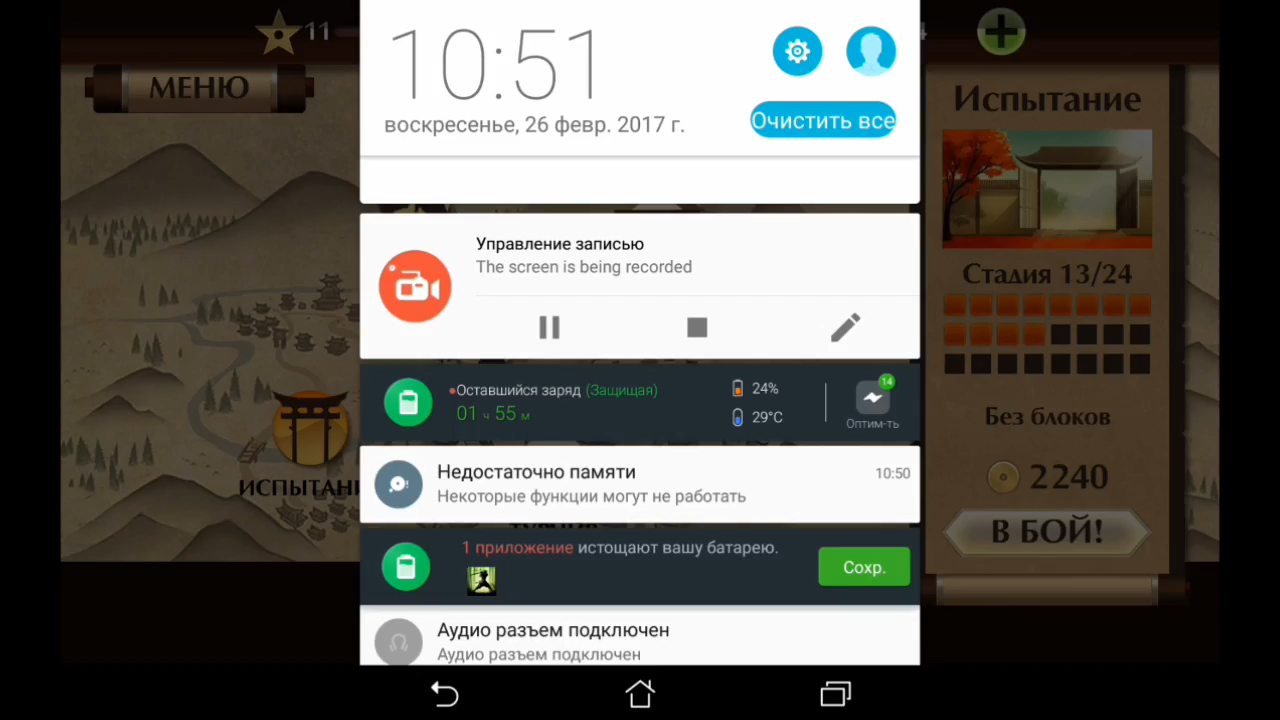 11
МЕНЮ
10:51
воскресенье, 26 февр. 2017 г.
Очистить все
Управление записью
The screen is being recorded
Оставшийся заряд (Защищая)
01 ч 55 м
24%
29°C
14
Оптим-ть
Недостаточно памяти
10:50
Некоторые функции могут не работать
1 приложение истощают вашу батарею.
Сохр.
Аудио разъем подключен
Аудио разъем подключен
Испытание
Стадия 13/24
Без блоков
2240
В БОЙ!